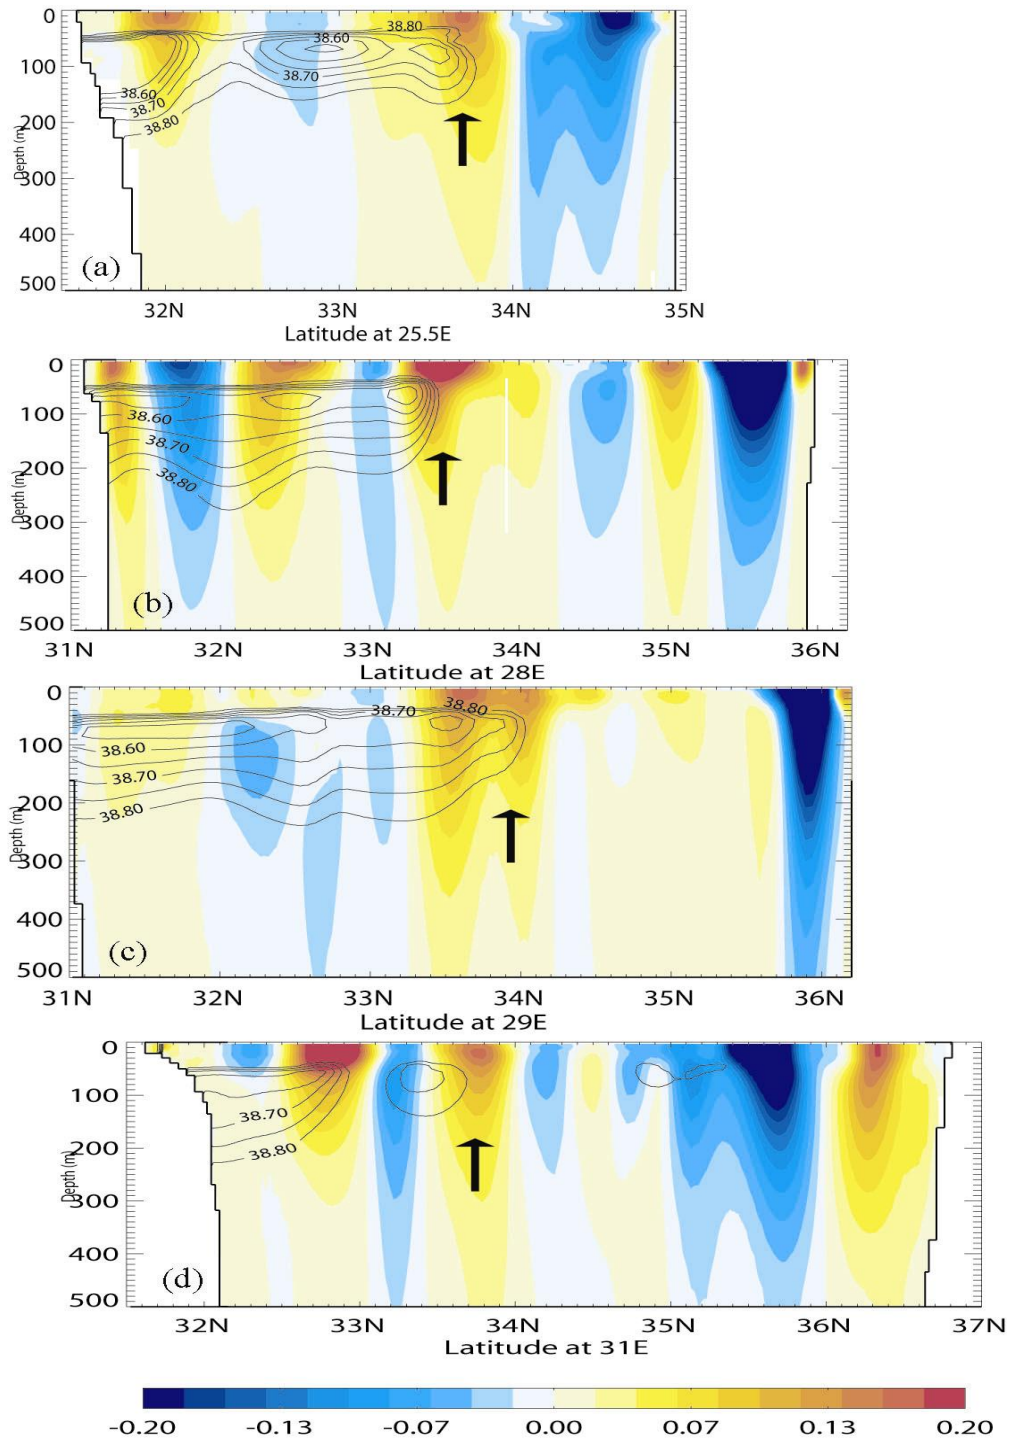 0
100
200
300
400
500
Depth (m)
38.80
38.60
38.70
38.60
38.70
38.80
(a)
32N 33N 34N 35N
Latitude at 25.5E
0
100
200
300
400
500
Depth (m)
38.60
38.70
38.80
(b)
31N 32N 33N 34N 35N 36N
Latitude at 28E
0
100
200
300
400
500
Depth (m)
38.70
38.80
38.60
38.70
38.80
(c)
31N 32N 33N 34N 35N 36N
Latitude at 29E
0
100
200
300
400
500
Depth (m)
38.70
38.80
(d)
32N 33N 34N 35N 36N 37N
Latitude at 31E
-0.20 -0.13 -0.07 0.00 0.07 0.13 0.20